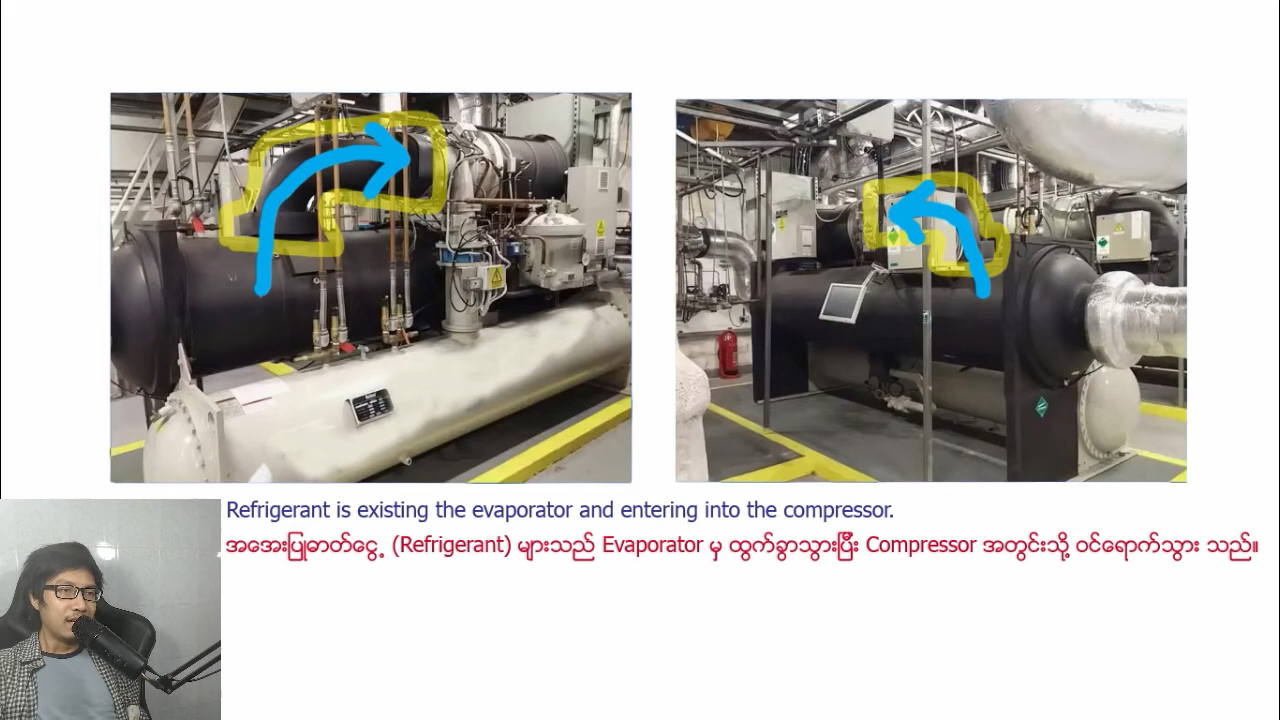 Refrigerant is existing the evaporator and entering into the compressor.
အအေးပြုဓာတ်ငွေ့ (Refrigerant) များသည် Evaporator မှ ထွက်ခွာသွားပြီး Compressor အတွင်းသို့ ဝင်ရောက်သွား သည်။